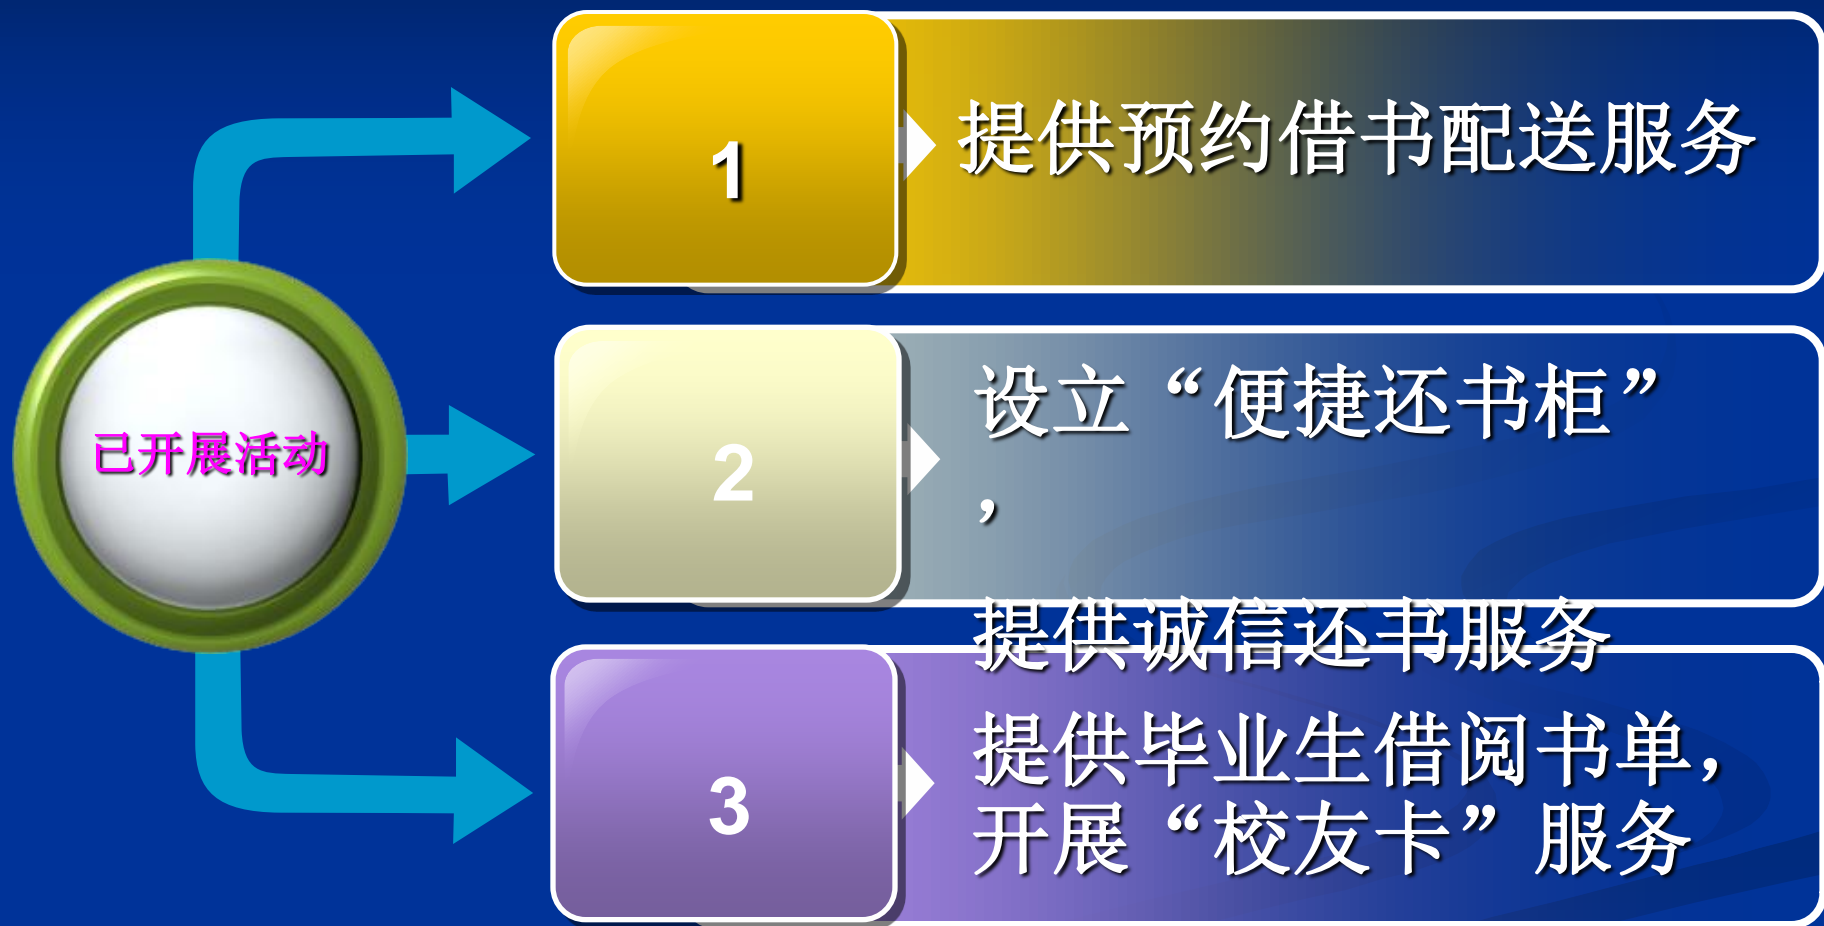 已开展活动
1
提供预约借书配送服务
2
设立“便捷还书柜”
，
提供诚信还书服务
3
提供毕业生借阅书单，
开展“校友卡”服务